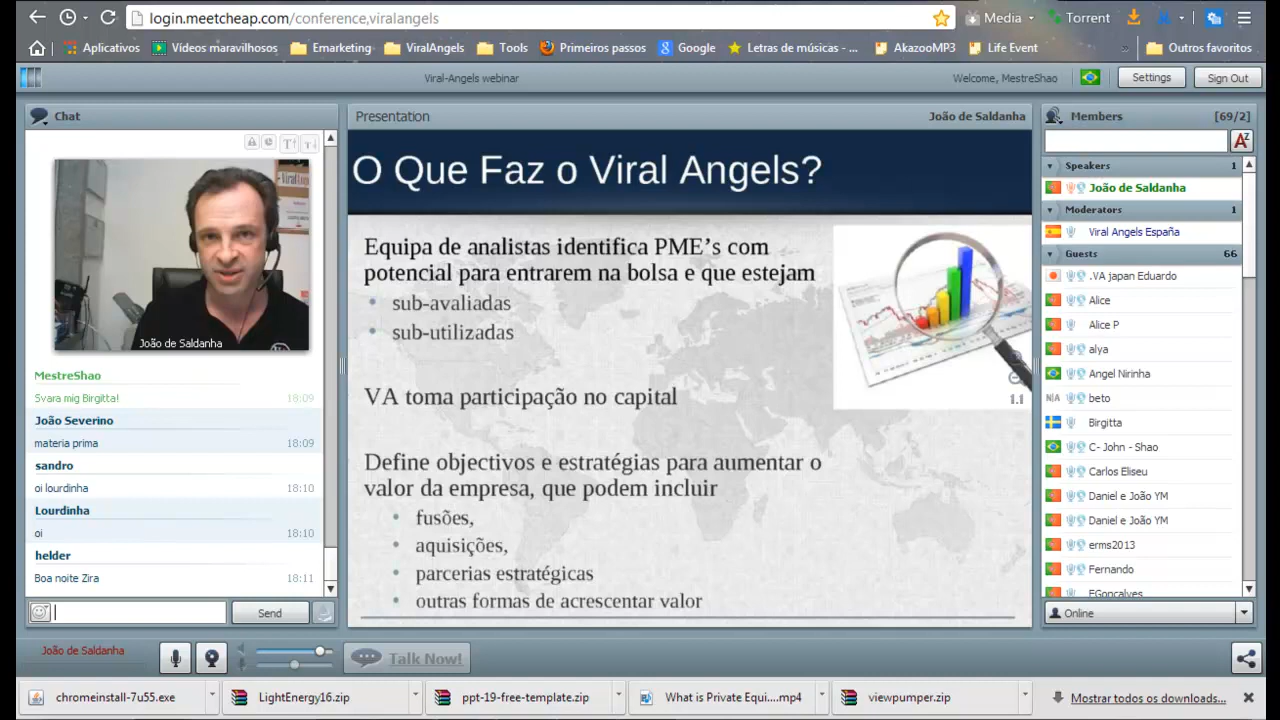 login.meetcheap.com/conference,viralangels
Media
Torrent
Aplicativos
Vídeos maravilhosos
Emarketing
ViralAngels
Tools
Primeiros passos
Google
Letras de músicas - ...
AkazooMP3
Life Event
»
Outros favoritos
Viral-Angels webinar
Welcome, MestreShao
Settings
Sign Out
Chat
João de Saldanha
MestreShao
Svara mig Birgitta! 18:09
João Severino
materia prima 18:09
sandro
oi lourdinha 18:10
Lourdinha
oi 18:10
helder
Boa noite Zira 18:11
Send
Presentation
João de Saldanha
O Que Faz o Viral Angels?
Equipa de analistas identifica PME’s com
potencial para entrarem na bolsa e que estejam
• sub-avaliadas
• sub-utilizadas
VA toma participação no capital
Define objectivos e estratégias para aumentar o
valor da empresa, que podem incluir
• fusões,
• aquisições,
• parcerias estratégicas
• outras formas de acrescentar valor
1.1
Members [69/2]
Speakers 1
João de Saldanha
Moderators 1
Viral Angels España
Guests 66
.VA japan Eduardo
Alice
Alice P
alya
Angel Nirinha
N/A beto
Birgitta
C- John - Shao
Carlos Eliseu
Daniel e João YM
Daniel e João YM
erms2013
Fernando
FGonçalves
Online
João de Saldanha
Talk Now!
chromeinstall-7u55.exe
LightEnergy16.zip
ppt-19-free-template.zip
What is Private Equi....mp4
viewpumper.zip
Mostrar todos os downloads...